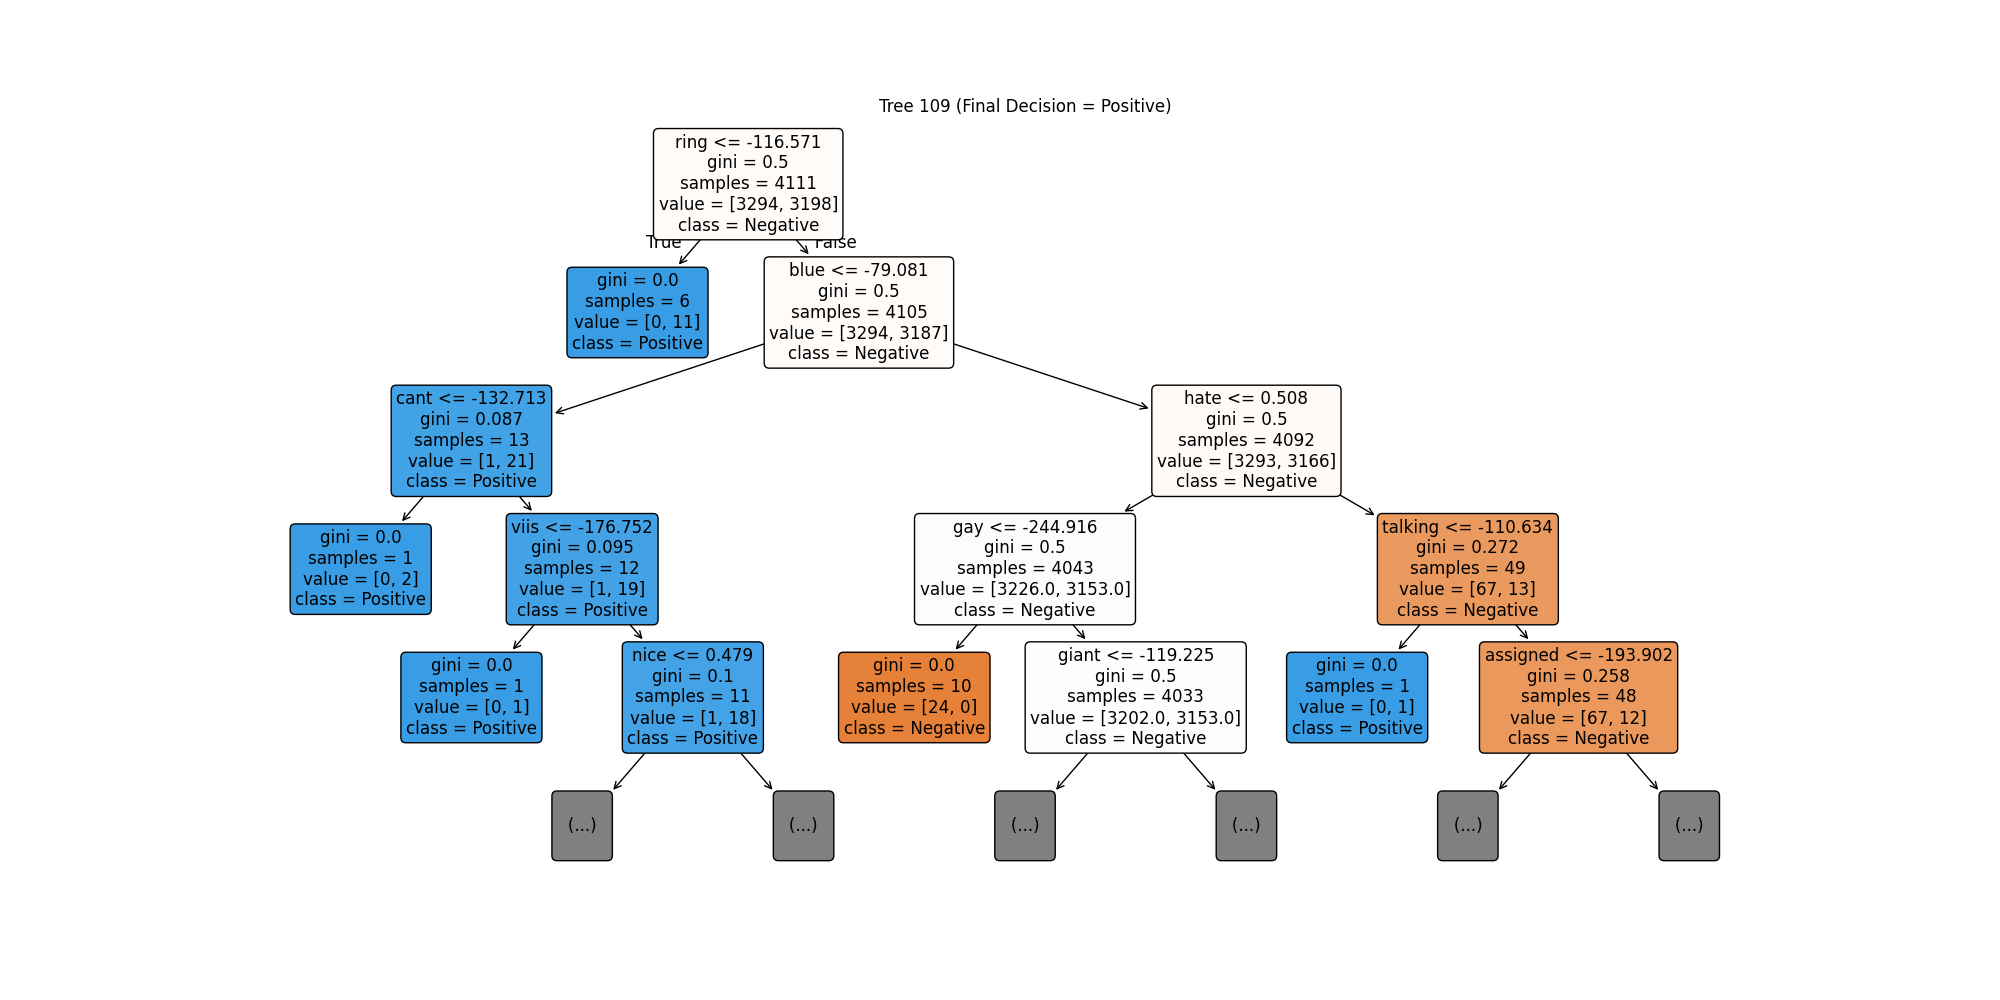 Tree 109 (Final Decision = Positive)
ring <= -116.571
gini = 0.5
samples = 4111
value = [3294, 3198]
class = Negative
True
False
gini = 0.0
samples = 6
value = [0, 11]
class = Positive
blue <= -79.081
gini = 0.5
samples = 4105
value = [3294, 3187]
class = Negative
cant <= -132.713
gini = 0.087
samples = 13
value = [1, 21]
class = Positive
hate <= 0.508
gini = 0.5
samples = 4092
value = [3293, 3166]
class = Negative
gini = 0.0
samples = 1
value = [0, 2]
class = Positive
viis <= -176.752
gini = 0.095
samples = 12
value = [1, 19]
class = Positive
gay <= -244.916
gini = 0.5
samples = 4043
value = [3226.0, 3153.0]
class = Negative
talking <= -110.634
gini = 0.272
samples = 49
value = [67, 13]
class = Negative
gini = 0.0
samples = 1
value = [0, 1]
class = Positive
nice <= 0.479
gini = 0.1
samples = 11
value = [1, 18]
class = Positive
gini = 0.0
samples = 10
value = [24, 0]
class = Negative
giant <= -119.225
gini = 0.5
samples = 4033
value = [3202.0, 3153.0]
class = Negative
gini = 0.0
samples = 1
value = [0, 1]
class = Positive
assigned <= -193.902
gini = 0.258
samples = 48
value = [67, 12]
class = Negative
(...)
(...)
(...)
(...)
(...)
(...)